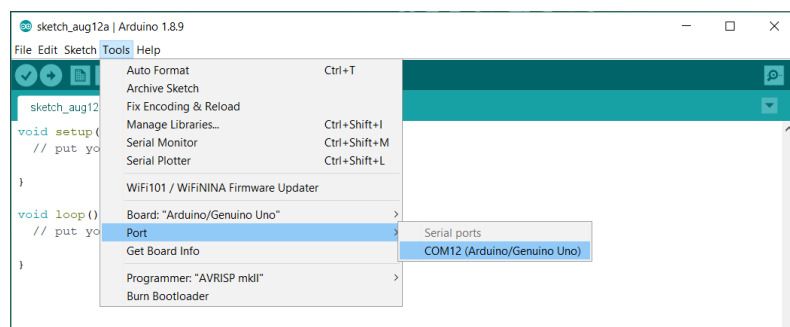 sketch_aug12a | Arduino 1.8.9
File Edit Sketch Tools Help
Auto Format Ctrl+T
Archive Sketch
Fix Encoding & Reload
Manage Libraries... Ctrl+Shift+I
Serial Monitor Ctrl+Shift+M
Serial Plotter Ctrl+Shift+L
WiFi101 / WiFiNINA Firmware Updater
Board: "Arduino/Genuino Uno"
Port
Get Board Info
Programmer: "AVRISP mkII"
Burn Bootloader
Serial ports
COM12 (Arduino/Genuino Uno)
sketch_aug12
void setup(
// put yo
}
void loop()
// put yo
}